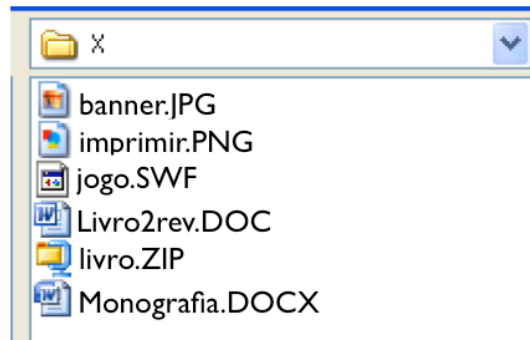 X
banner.JPG
imprimir.PNG
jogo.SWF
Livro2rev.DOC
livro.ZIP
Monografia.DOCX